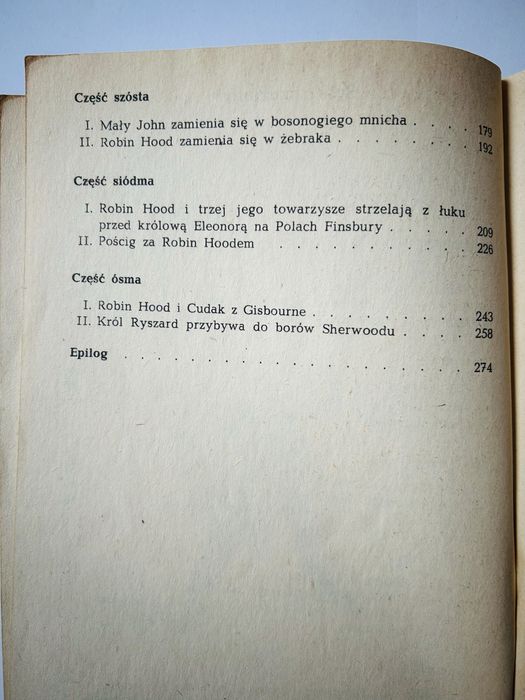 Część szósta
I. Mały John zamienia się w bosonogiego mnicha . . . . 179
II. Robin Hood zamienia się w żebraka . . . . . . . 192
Część siódma
I. Robin Hood i trzej jego towarzysze strzelają z łuku
przed królową Eleonorą na Polach Finsbury . . . . . 209
II. Pościg za Robin Hoodem . . . . . . . . . 226
Część ósma
I. Robin Hood i Cudak z Gisbourne . . . . . . . . 243
II. Król Ryszard przybywa do borów Sherwoodu . . . . 258
Epilog . . . . . . . . . . . . . . . . . 274